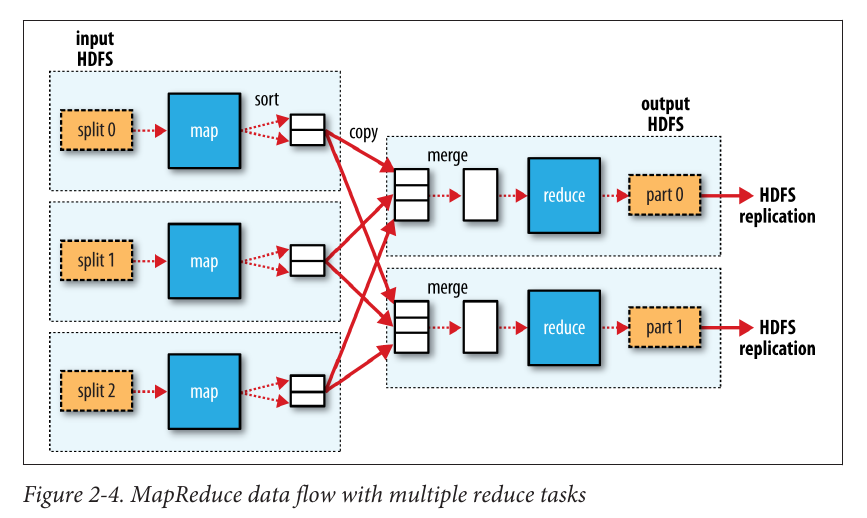 input
HDFS
split 0
map
sort
copy
split 1
map
split 2
map
output
HDFS
merge
reduce
part 0
HDFS
replication
merge
reduce
part 1
HDFS
replication
Figure 2-4. MapReduce data flow with multiple reduce tasks